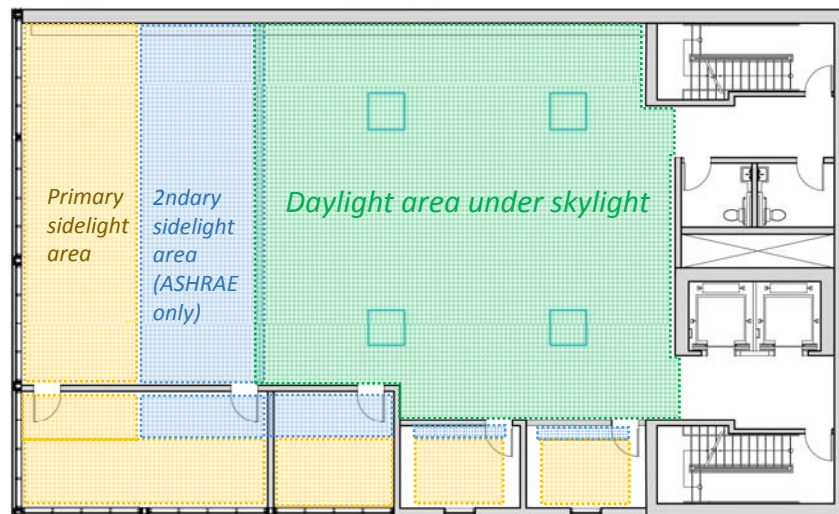 Primary
sidelight
area
2ndary
sidelight
area
(ASHRAE
only)
Daylight area under skylight